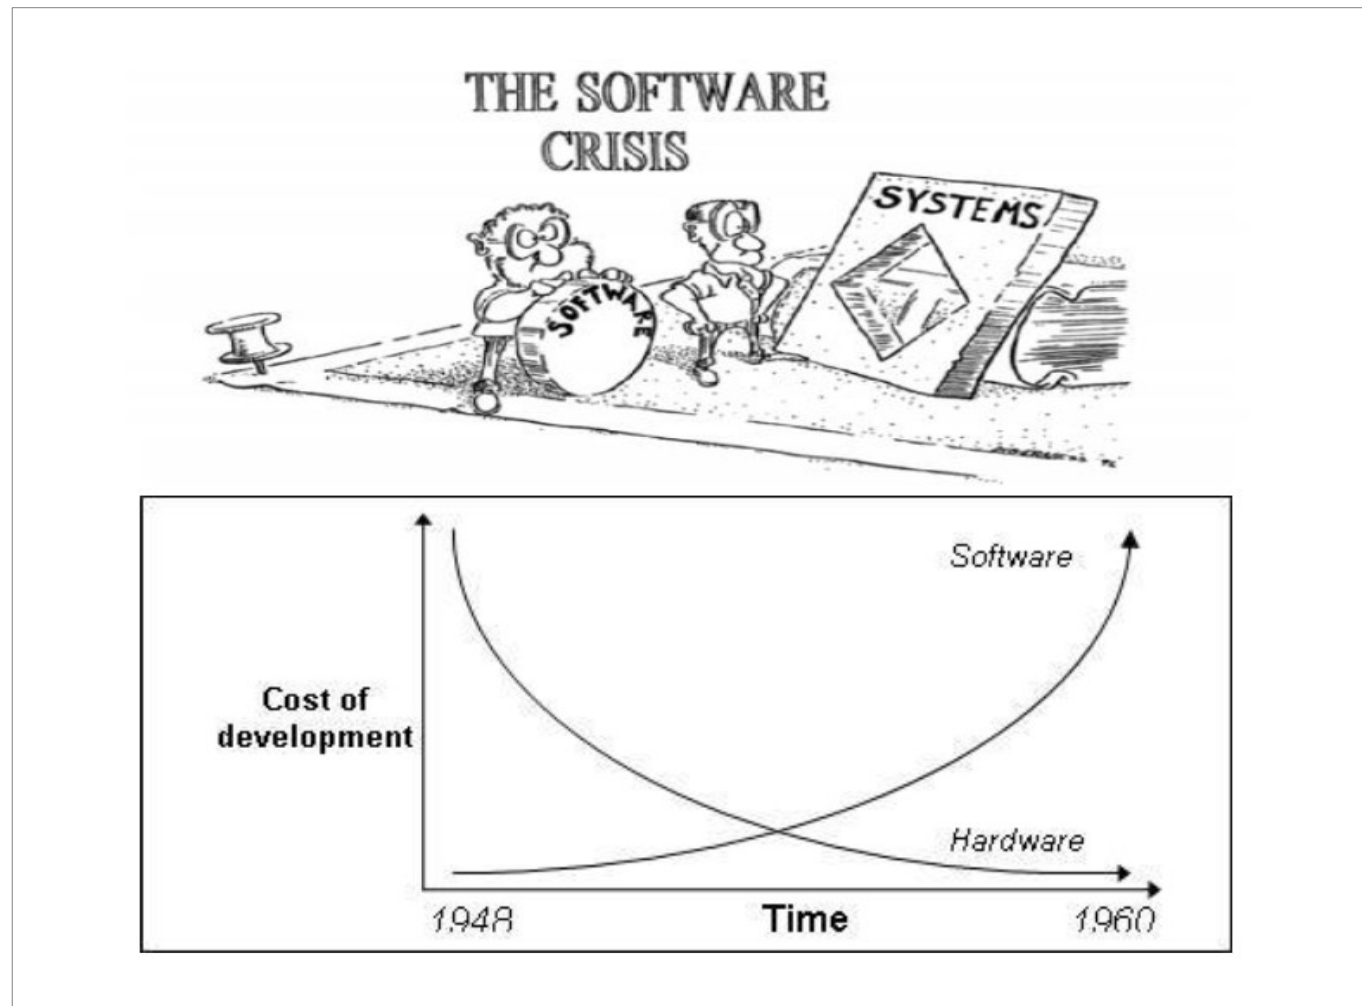 THE SOFTWARE
CRISIS
SYSTEMS
SOFTWARE
Software
Cost of
development
Hardware
1948
Time
1960